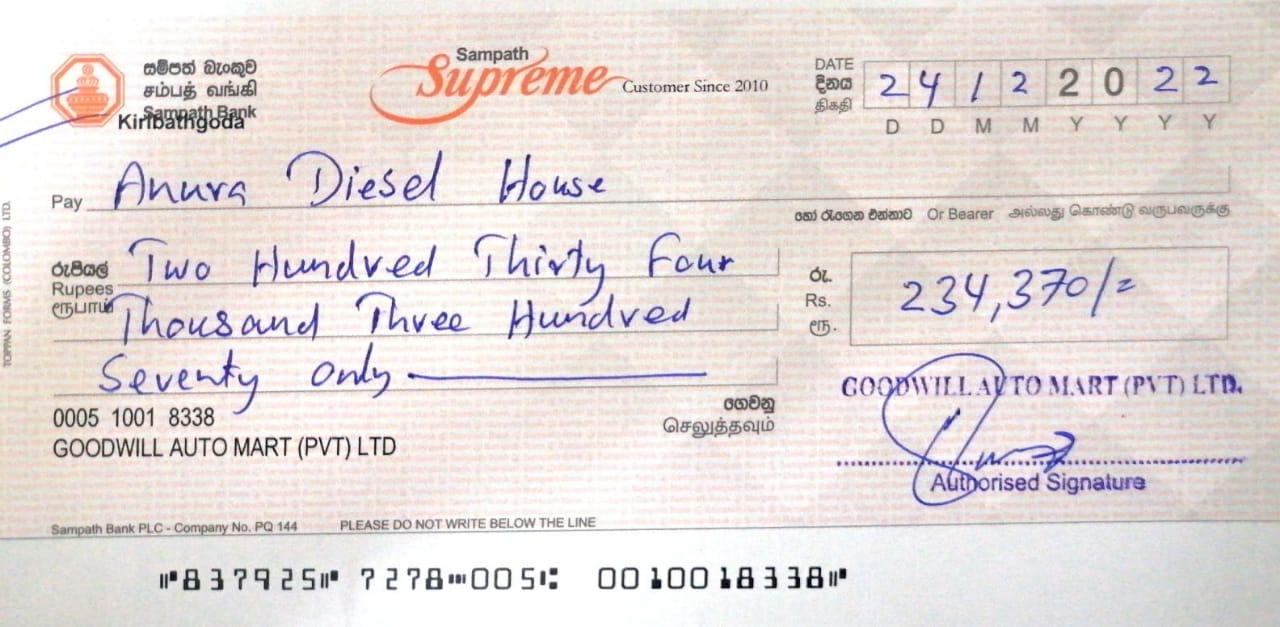 සම්පත් බැංකුව
சம்பத் வங்கி
Sampath Bank
Kiribathgoda
Sampath
Supreme Customer Since 2010
DATE
දිනය
திகதி
2 4 1 2 2 0 2 2
D D M M Y Y Y Y
Pay Anura Diesel House
හෝ රැගෙන එන්නාට Or Bearer அல்லது கொண்டு வருபவருக்கு
රුපියල්
Rupees
ரூபாய்
Two Hundred Thirty Four
Thousand Three Hundred
Seventy Only
රු.
Rs.
ரூ.
234,370/=
ගෙවනු
செலுத்தவும்
0005 1001 8338
GOODWILL AUTO MART (PVT) LTD
GOODWILL AUTO MART (PVT) LTD.
Authorised Signature
Sampath Bank PLC - Company No. PQ 144 PLEASE DO NOT WRITE BELOW THE LINE
⑈837925⑈ 7278⑉005⑆ 0010018338⑈
TOPPAN FORMS (COLOMBO) LTD.